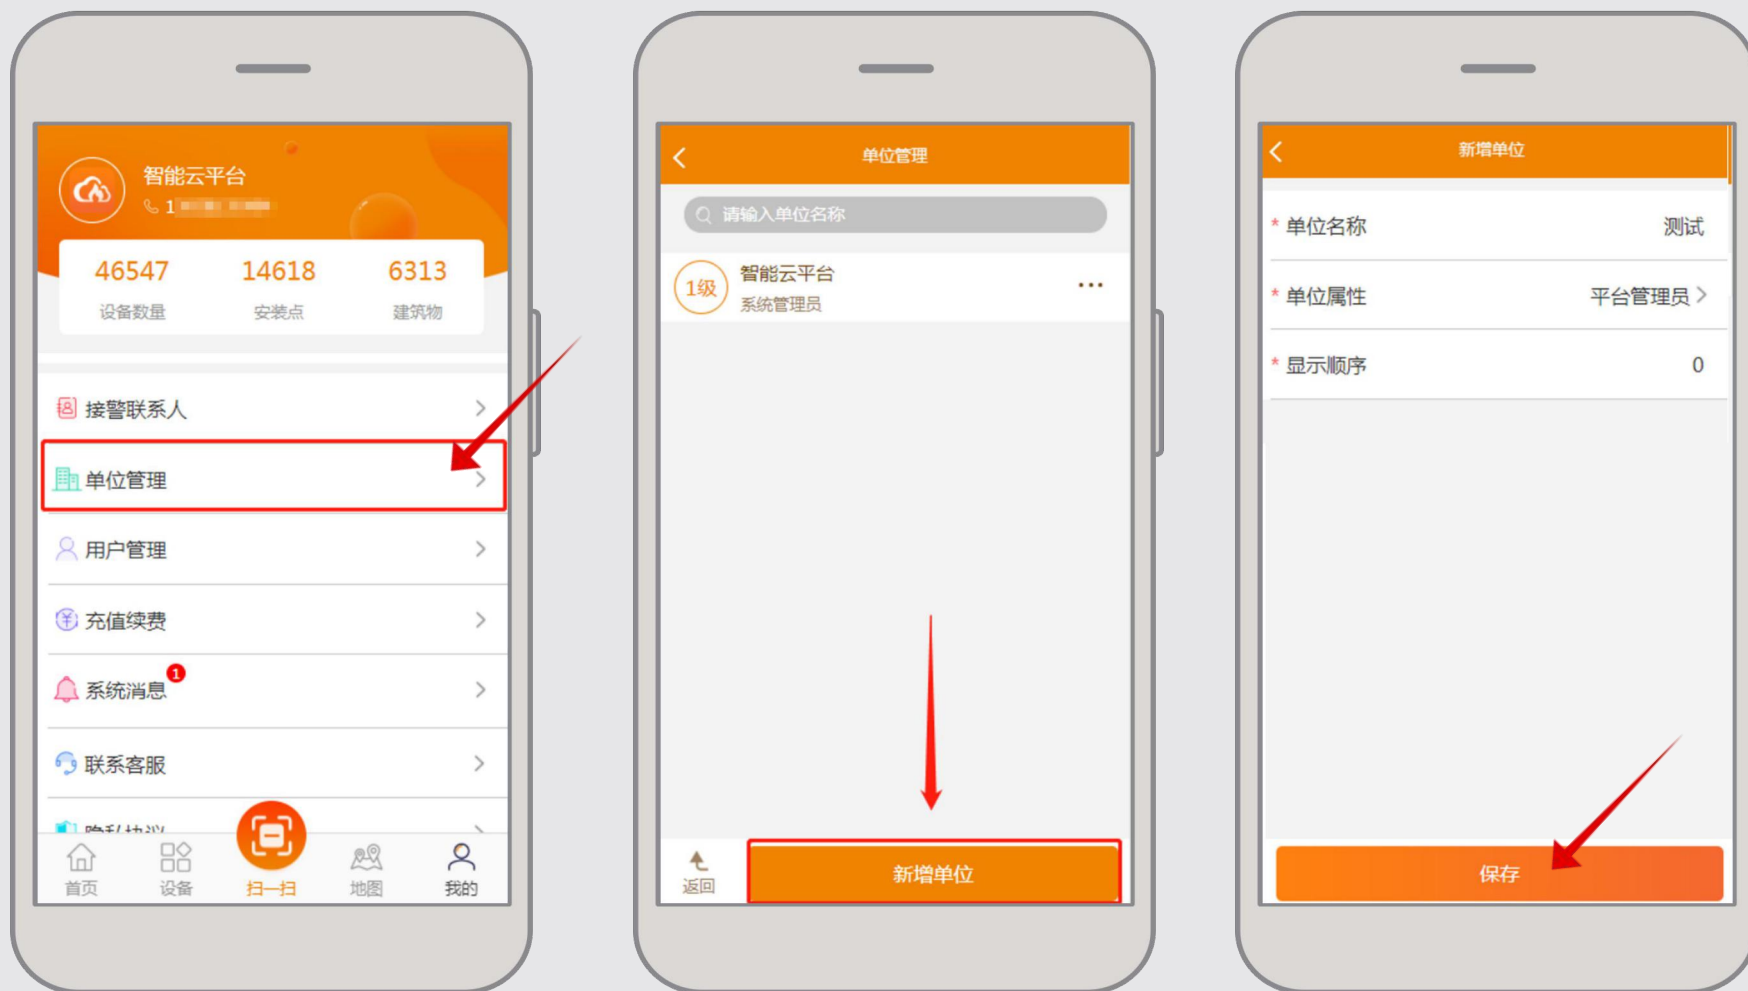 智能云平台
1
46547 14618 6313
设备数量 安装点 建筑物
接警联系人
单位管理
用户管理
充值续费
系统消息 1
联系客服
隐私协议
首页 设备 扫一扫 地图 我的
单位管理
请输入单位名称
1级 智能云平台
系统管理员
返回 新增单位
新增单位
* 单位名称 测试
* 单位属性 平台管理员
* 显示顺序 0
保存